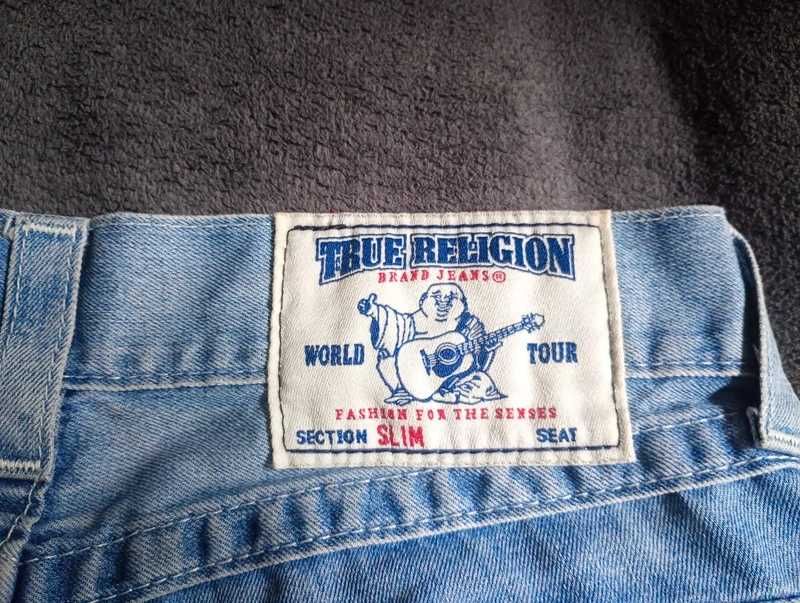 TRUE RELIGION
BRAND JEANS®
WORLD TOUR
FASHION FOR THE SENSES
SECTION SLIM SEAT